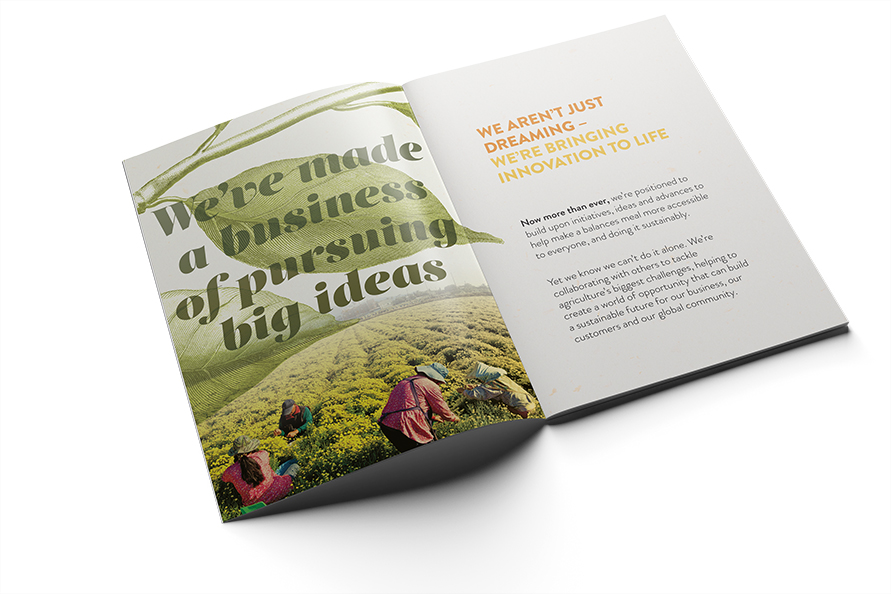 We've made
a business
of pursuing
big ideas
WE AREN'T JUST
DREAMING –
WE'RE BRINGING
INNOVATION TO LIFE
Now more than ever, we're positioned to
build upon initiatives, ideas and advances to
help make a balances meal more accessible
to everyone, and doing it sustainably.
Yet we know we can't do it alone. We're
collaborating with others to tackle
agriculture's biggest challenges, helping to
create a world of opportunity that can build
a sustainable future for our business, our
customers and our global community.